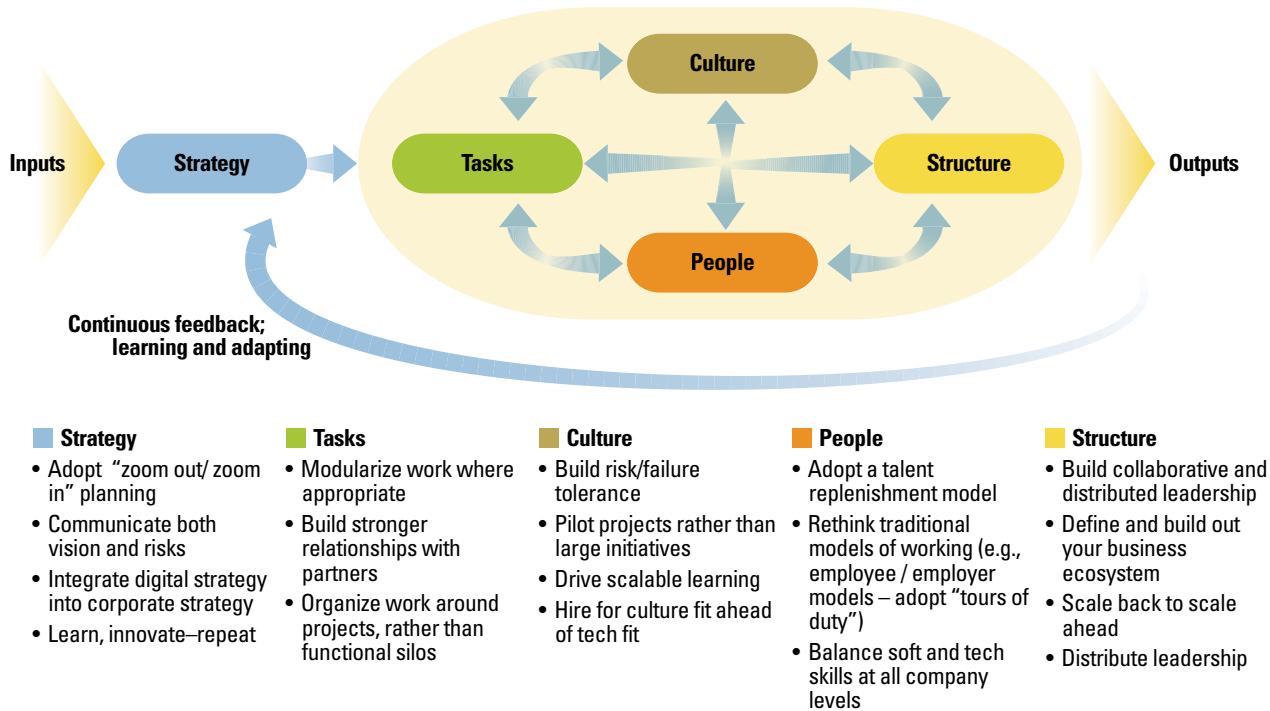 Culture
Inputs
Strategy
Tasks
Structure
Outputs
People
Continuous feedback;
learning and adapting
Strategy
• Adopt “zoom out/ zoom
in” planning
• Communicate both
vision and risks
• Integrate digital strategy
into corporate strategy
• Learn, innovate–repeat
Tasks
• Modularize work where
appropriate
• Build stronger
relationships with
partners
• Organize work around
projects, rather than
functional silos
Culture
• Build risk/failure
tolerance
• Pilot projects rather than
large initiatives
• Drive scalable learning
• Hire for culture fit ahead
of tech fit
People
• Adopt a talent
replenishment model
• Rethink traditional
models of working (e.g.,
employee / employer
models – adopt “tours of
duty”)
• Balance soft and tech
skills at all company
levels
Structure
• Build collaborative and
distributed leadership
• Define and build out
your business
ecosystem
• Scale back to scale
ahead
• Distribute leadership